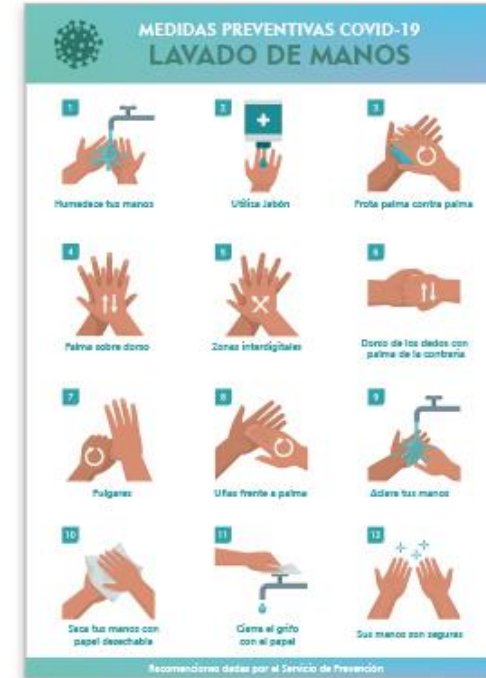 MEDIDAS PREVENTIVAS COVID-19
LAVADO DE MANOS
1
2
3
Humedece tus manos
Utiliza Jabón
Frota palma contra palma
4
5
6
Palma sobre dorso
Zonas interdigitales
Dorso de los dedos con
palma de la contraria
7
8
9
Pulgares
Uñas frente a palma
Aclara tus manos
10
11
12
Seca tus manos con
papel desechable
Cierra el grifo
con el papel
Sus manos son seguras
Recomenciones dadas por el Servicio de Prevención